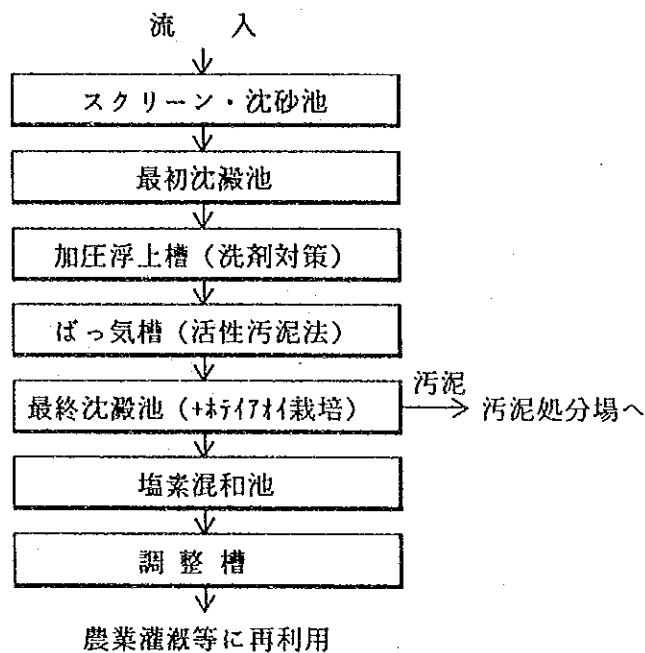 流 入
スクリーン・沈砂池
最初沈澱池
加圧浮上槽(洗剤対策)
ばっ気槽(活性汚泥法)
最終沈澱池(+ホテイアオイ栽培)
汚泥
汚泥処分場へ
塩素混和池
調整槽
農業灌漑等に再利用